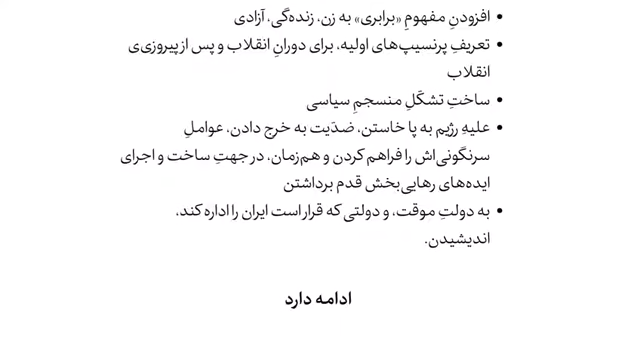 • افزودنِ مفهومِ «برابری» به زن، زنده‌گی، آزادی
• تعریفِ پرنسیپ‌های اولیه، برای دورانِ انقلاب و پس از پیروزی‌ی
انقلاب
• ساختِ تشکّلِ منسجمِ سیاسی
• علیهِ رژیم به پا خاستن، ضدّیت به خرج دادن، عواملِ
سرنگونی‌اش را فراهم کردن و هم‌زمان، در جهتِ ساخت و اجرای
ایده‌های رهایی‌بخش قدم برداشتن
• به دولتِ موقت، و دولتی که قرار است ایران را اداره کند،
اندیشیدن.
ادامه دارد